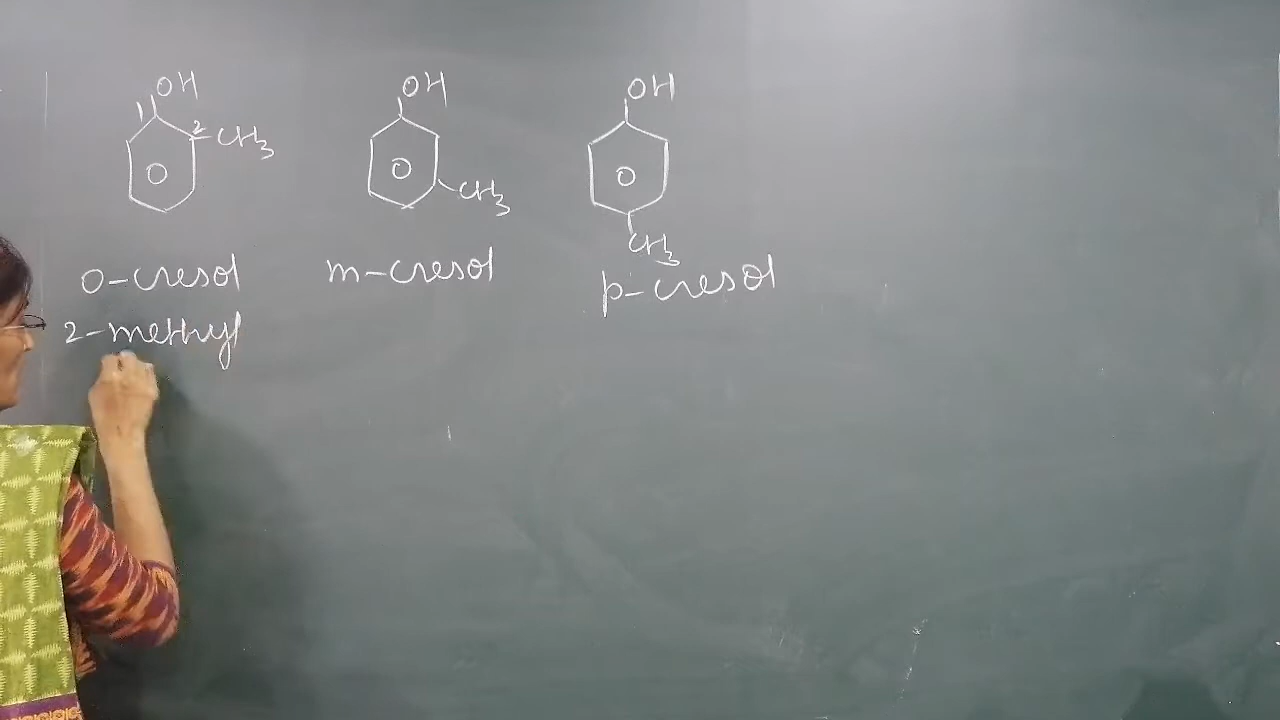 OH OH OH
1
2 CH3
CH3
CH3
o-cresol m-cresol p-cresol
2-methyl